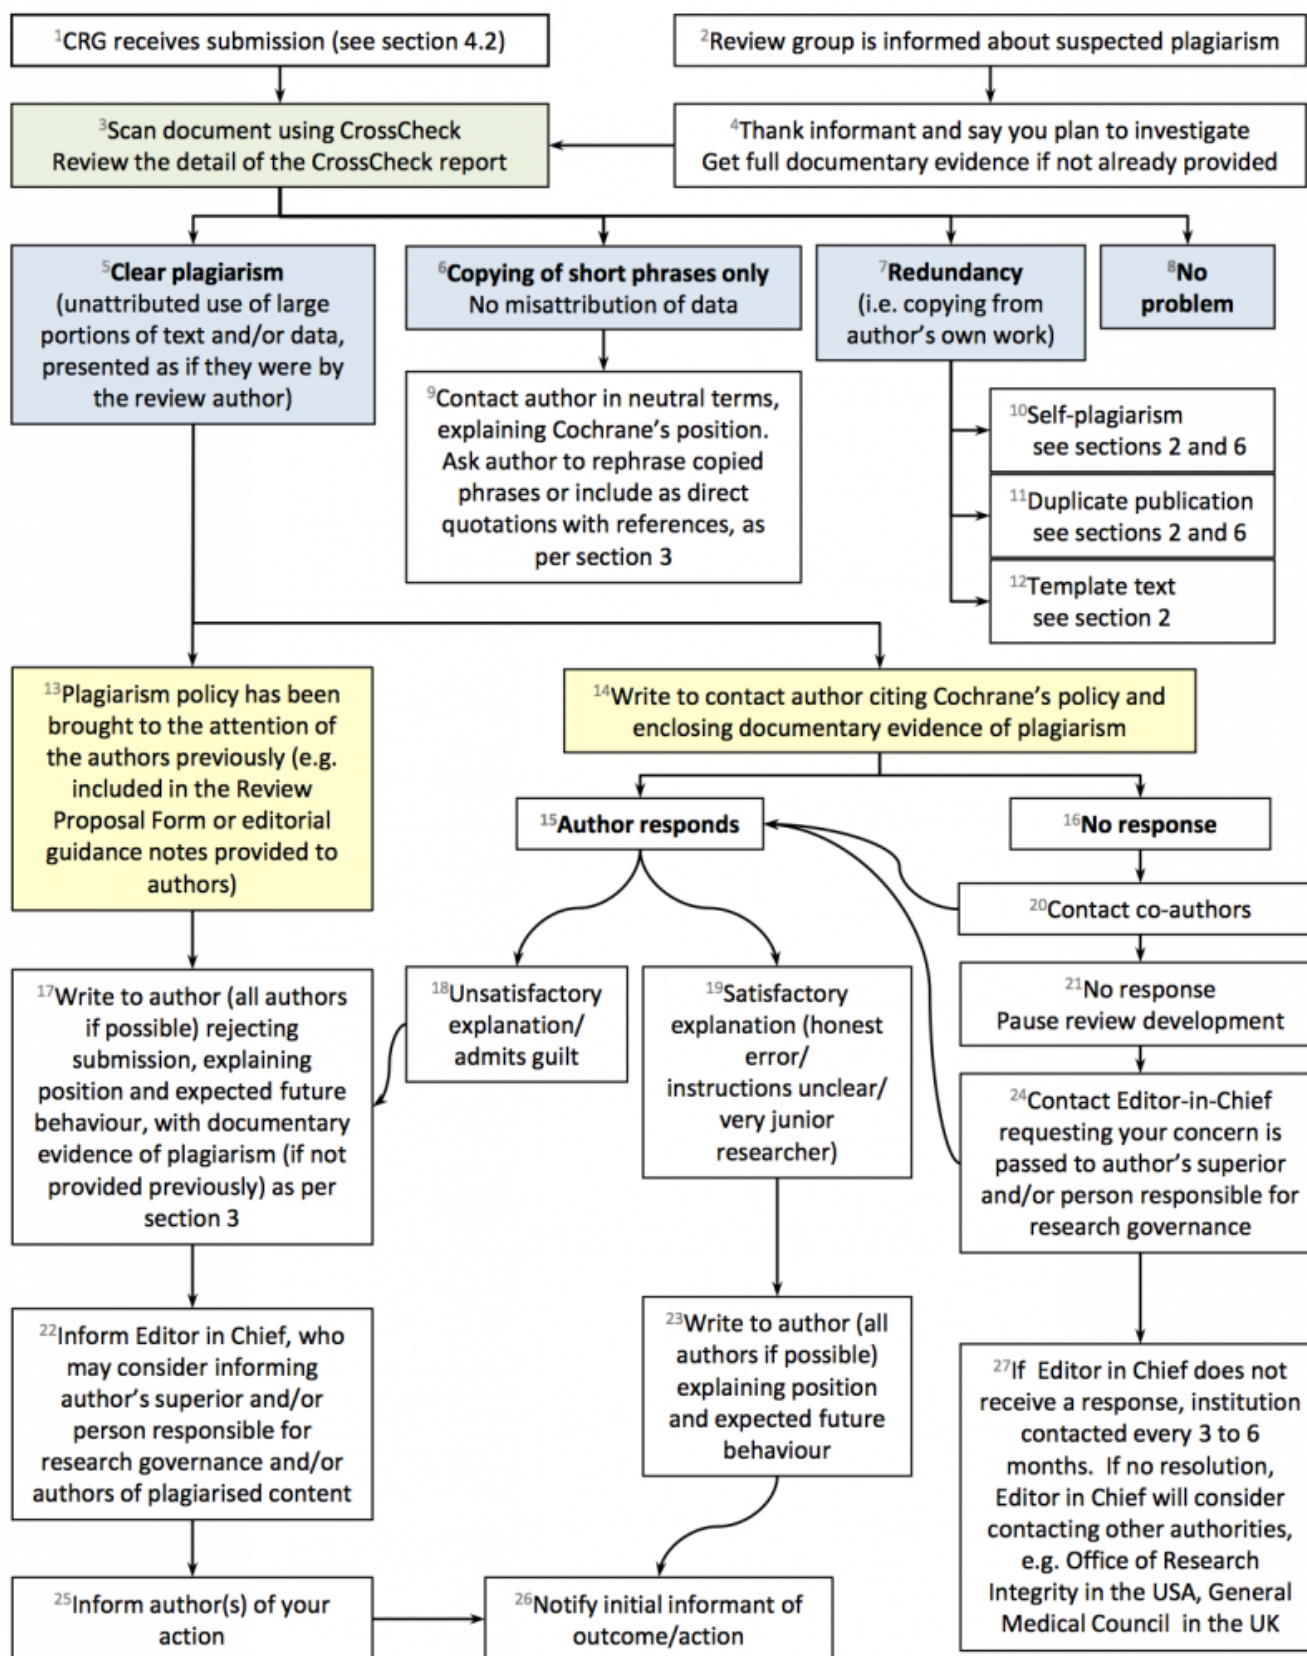 1CRG receives submission (see section 4.2)
2Review group is informed about suspected plagiarism
3Scan document using CrossCheck
Review the detail of the CrossCheck report
4Thank informant and say you plan to investigate
Get full documentary evidence if not already provided
5Clear plagiarism
(unattributed use of large
portions of text and/or data,
presented as if they were by
the review author)
6Copying of short phrases only
No misattribution of data
7Redundancy
(i.e. copying from
author's own work)
8No
problem
9Contact author in neutral terms,
explaining Cochrane's position.
Ask author to rephrase copied
phrases or include as direct
quotations with references, as
per section 3
10Self-plagiarism
see sections 2 and 6
11Duplicate publication
see sections 2 and 6
12Template text
see section 2
13Plagiarism policy has been
brought to the attention of
the authors previously (e.g.
included in the Review
Proposal Form or editorial
guidance notes provided to
authors)
14Write to contact author citing Cochrane's policy and
enclosing documentary evidence of plagiarism
15Author responds
16No response
17Write to author (all authors
if possible) rejecting
submission, explaining
position and expected future
behaviour, with documentary
evidence of plagiarism (if not
provided previously) as per
section 3
18Unsatisfactory
explanation/
admits guilt
19Satisfactory
explanation (honest
error/
instructions unclear/
very junior
researcher)
20Contact co-authors
21No response
Pause review development
24Contact Editor-in-Chief
requesting your concern is
passed to author's superior
and/or person responsible for
research governance
22Inform Editor in Chief, who
may consider informing
author's superior and/or
person responsible for
research governance and/or
authors of plagiarised content
23Write to author (all
authors if possible)
explaining position
and expected future
behaviour
27If Editor in Chief does not
receive a response, institution
contacted every 3 to 6
months. If no resolution,
Editor in Chief will consider
contacting other authorities,
e.g. Office of Research
Integrity in the USA, General
Medical Council in the UK
25Inform author(s) of your
action
26Notify initial informant of
outcome/action